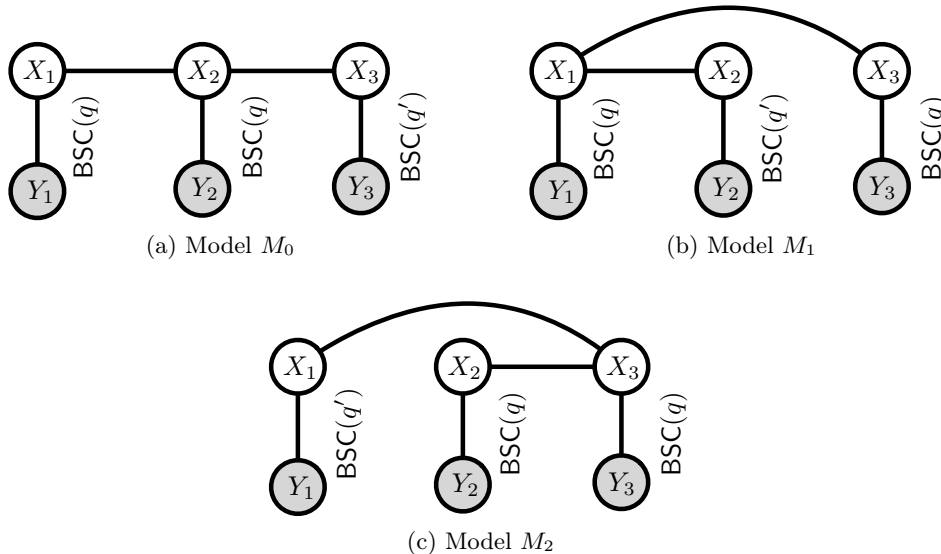 X₁ X₂ X₃
BSC(q) BSC(q) BSC(q′)
Y₁ Y₂ Y₃
(a) Model M₀
X₁ X₂ X₃
BSC(q) BSC(q′) BSC(q)
Y₁ Y₂ Y₃
(b) Model M₁
X₁ X₂ X₃
BSC(q′) BSC(q) BSC(q)
Y₁ Y₂ Y₃
(c) Model M₂